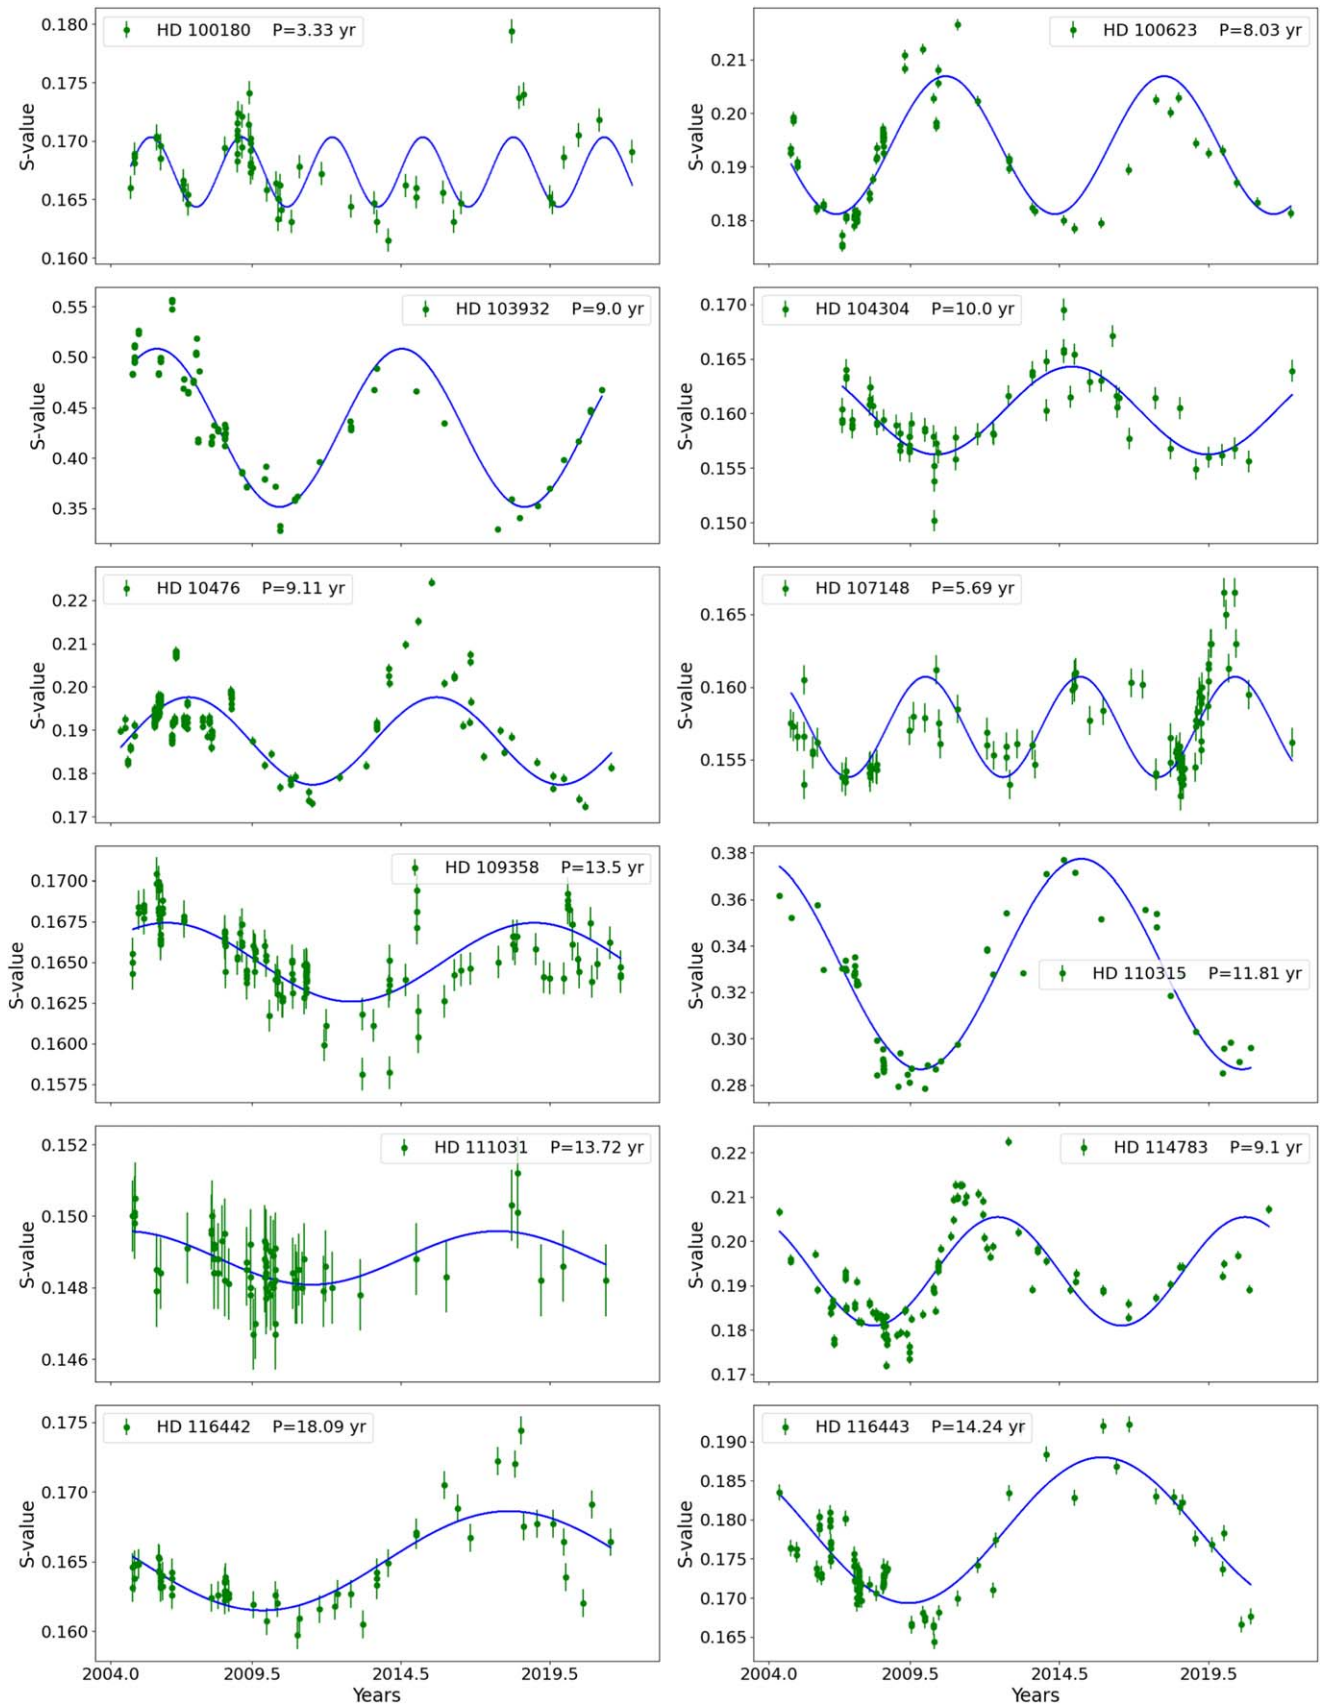 HD 100180 P=3.33 yr
0.180
0.175
0.170
0.165
0.160
S-value
HD 100623 P=8.03 yr
0.21
0.20
0.19
0.18
S-value
HD 103932 P=9.0 yr
0.55
0.50
0.45
0.40
0.35
S-value
HD 104304 P=10.0 yr
0.170
0.165
0.160
0.155
0.150
S-value
HD 10476 P=9.11 yr
0.22
0.21
0.20
0.19
0.18
0.17
S-value
HD 107148 P=5.69 yr
0.165
0.160
0.155
S-value
HD 109358 P=13.5 yr
0.1700
0.1675
0.1650
0.1625
0.1600
0.1575
S-value
HD 110315 P=11.81 yr
0.38
0.36
0.34
0.32
0.30
0.28
S-value
HD 111031 P=13.72 yr
0.152
0.150
0.148
0.146
S-value
HD 114783 P=9.1 yr
0.22
0.21
0.20
0.19
0.18
0.17
S-value
HD 116442 P=18.09 yr
0.175
0.170
0.165
0.160
S-value
2004.0 2009.5 2014.5 2019.5
Years
HD 116443 P=14.24 yr
0.190
0.185
0.180
0.175
0.170
0.165
S-value
2004.0 2009.5 2014.5 2019.5
Years